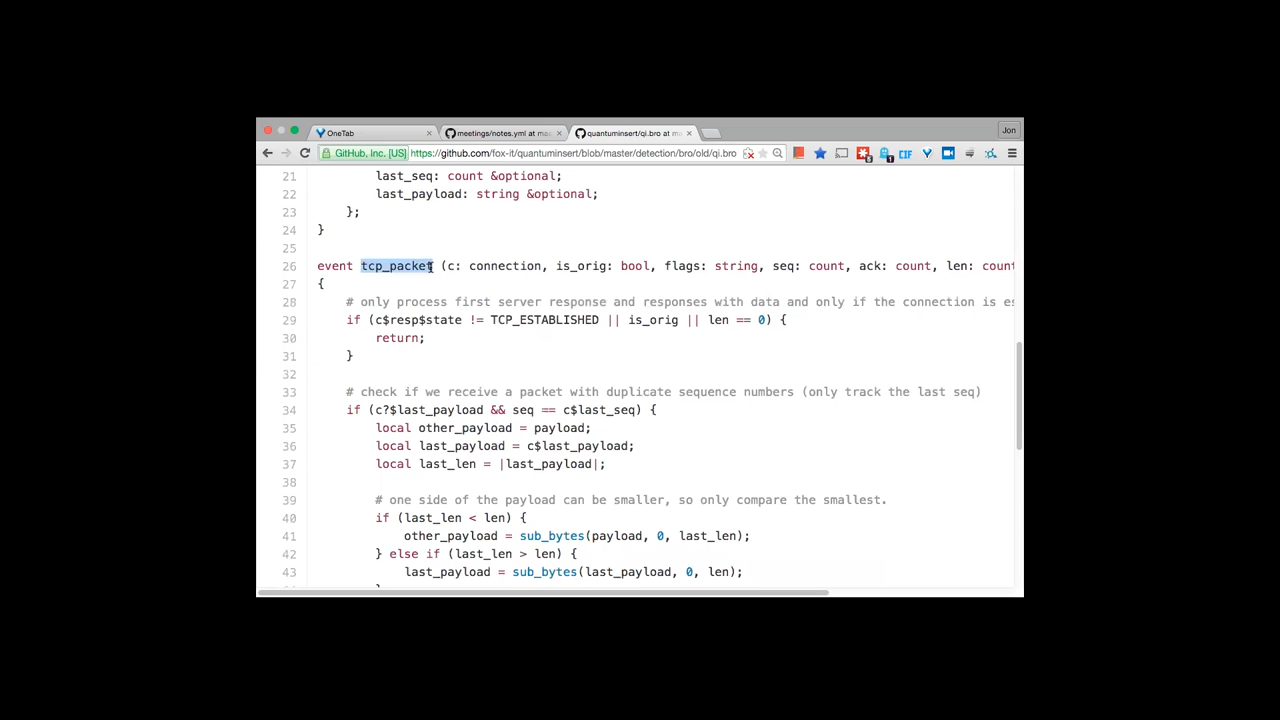 OneTab
meetings/notes.yml at mas
quantuminsert/qi.bro at m
Jon
GitHub, Inc. [US] https://github.com/fox-it/quantuminsert/blob/master/detection/bro/old/qi.bro
CIF
21 last_seq: count &optional;
22 last_payload: string &optional;
23 };
24 }
25
26 event tcp_packet (c: connection, is_orig: bool, flags: string, seq: count, ack: count, len: count
27 {
28 # only process first server response and responses with data and only if the connection is es
29 if (c$resp$state != TCP_ESTABLISHED || is_orig || len == 0) {
30 return;
31 }
32
33 # check if we receive a packet with duplicate sequence numbers (only track the last seq)
34 if (c?$last_payload && seq == c$last_seq) {
35 local other_payload = payload;
36 local last_payload = c$last_payload;
37 local last_len = |last_payload|;
38
39 # one side of the payload can be smaller, so only compare the smallest.
40 if (last_len < len) {
41 other_payload = sub_bytes(payload, 0, last_len);
42 } else if (last_len > len) {
43 last_payload = sub_bytes(last_payload, 0, len);